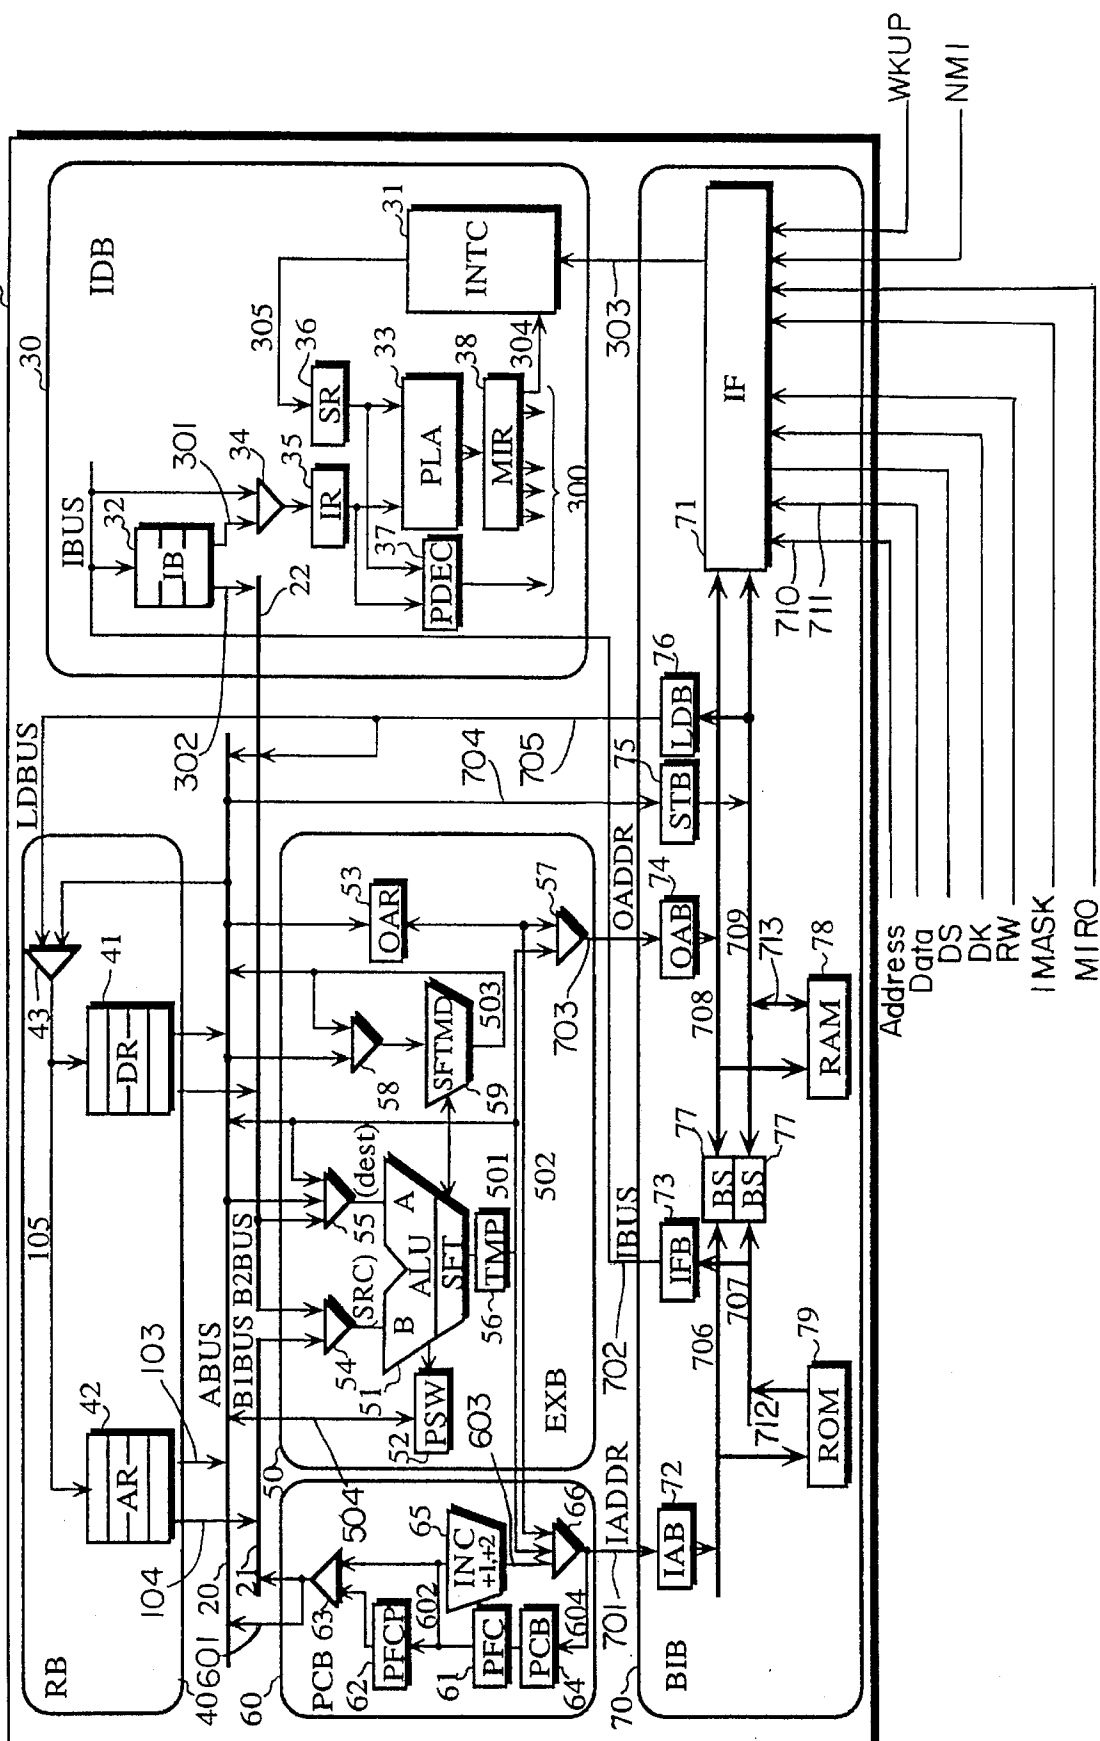 WKUP
NMI
30
IDB
31
INTC
305
36
SR
33
PLA
38
MIR
304
303
34
301
35
IR
37
PDEC
300
IBUS
32
IB
22
302
71
IF
710
711
LDBUS
43
41
DR
105
42
AR
103
104
RB
40
ABUS
B1BUS
B2BUS
20
21
601
704
705
75
STB
76
LDB
53
OAR
57
OADDR
703
58
SFTMD
59
503
(dest)
(SRC)
55
54
A
B
ALU
SFT
51
501
502
TMP
56
PSW
52
603
504
EXB
50
60
PCB
63
62
PFCP
602
65
INC
+1,+2
61
PFC
PCB
64
604
66
IADDR
701
702
IBUS
74
OAB
708
709
713
78
RAM
77
BS
BS
77
73
IFB
706
707
712
79
ROM
72
IAB
70
BIB
Address
Data
DS
DK
RW
IMASK
MIRO